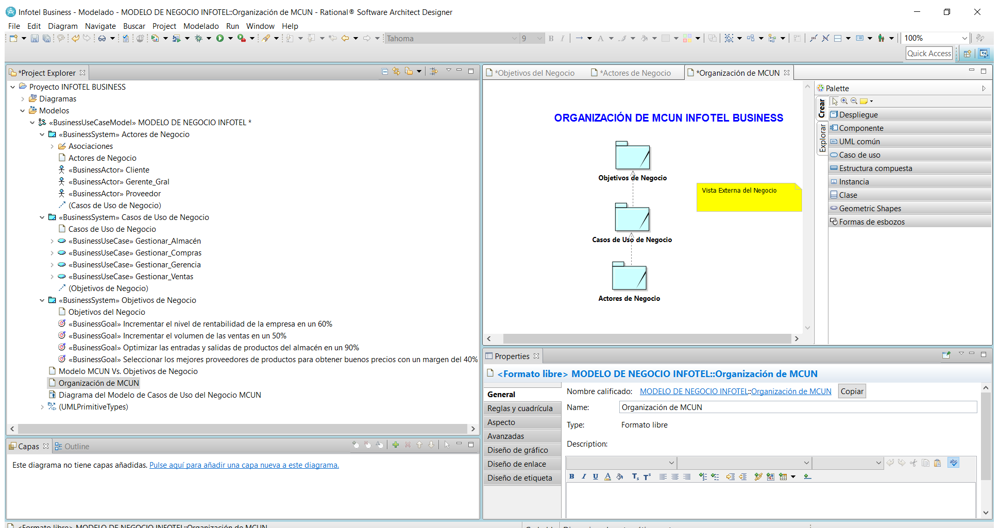 Infotel Business - Modelado - MODELO DE NEGOCIO INFOTEL::Organización de MCUN - Rational® Software Architect Designer
File Edit Diagram Navigate Buscar Project Modelado Run Window Help
Tahoma 9 B I A 100%
Quick Access
*Project Explorer
Proyecto INFOTEL BUSINESS
Diagramas
Modelos
«BusinessUseCaseModel» MODELO DE NEGOCIO INFOTEL *
«BusinessSystem» Actores de Negocio
Asociaciones
Actores de Negocio
«BusinessActor» Cliente
«BusinessActor» Gerente_Gral
«BusinessActor» Proveedor
(Casos de Uso de Negocio)
«BusinessSystem» Casos de Uso de Negocio
Casos de Uso de Negocio
«BusinessUseCase» Gestionar_Almacén
«BusinessUseCase» Gestionar_Compras
«BusinessUseCase» Gestionar_Gerencia
«BusinessUseCase» Gestionar_Ventas
(Objetivos de Negocio)
«BusinessSystem» Objetivos de Negocio
Objetivos del Negocio
«BusinessGoal» Incrementar el nivel de rentabilidad de la empresa en un 60%
«BusinessGoal» Incrementar el volumen de las ventas en un 50%
«BusinessGoal» Optimizar las entradas y salidas de productos del almacén en un 90%
«BusinessGoal» Seleccionar los mejores proveedores de productos para obtener buenos precios con un margen del 40%
Modelo MCUN Vs. Objetivos de Negocio
Organización de MCUN
Diagrama del Modelo de Casos de Uso del Negocio MCUN
(UMLPrimitiveTypes)
Capas Outline
Este diagrama no tiene capas añadidas. Pulse aquí para añadir una capa nueva a este diagrama.
*Objetivos del Negocio *Actores de Negocio *Organización de MCUN
ORGANIZACIÓN DE MCUN INFOTEL BUSINESS
Objetivos de Negocio
Vista Externa del Negocio
Casos de Uso de Negocio
Actores de Negocio
Palette
Crear
Explorar
Despliegue
Componente
UML común
Caso de uso
Estructura compuesta
Instancia
Clase
Geometric Shapes
Formas de esbozos
Properties
<Formato libre> MODELO DE NEGOCIO INFOTEL::Organización de MCUN
General
Reglas y cuadrícula
Aspecto
Avanzadas
Diseño de gráfico
Diseño de enlace
Diseño de etiqueta
Nombre calificado: MODELO DE NEGOCIO INFOTEL::Organización de MCUN Copiar
Name: Organización de MCUN
Type: Formato libre
Description:
B I U A T s T s
<Formato libre> MODELO DE NEGOCIO INFOTEL::Organización de MCUN